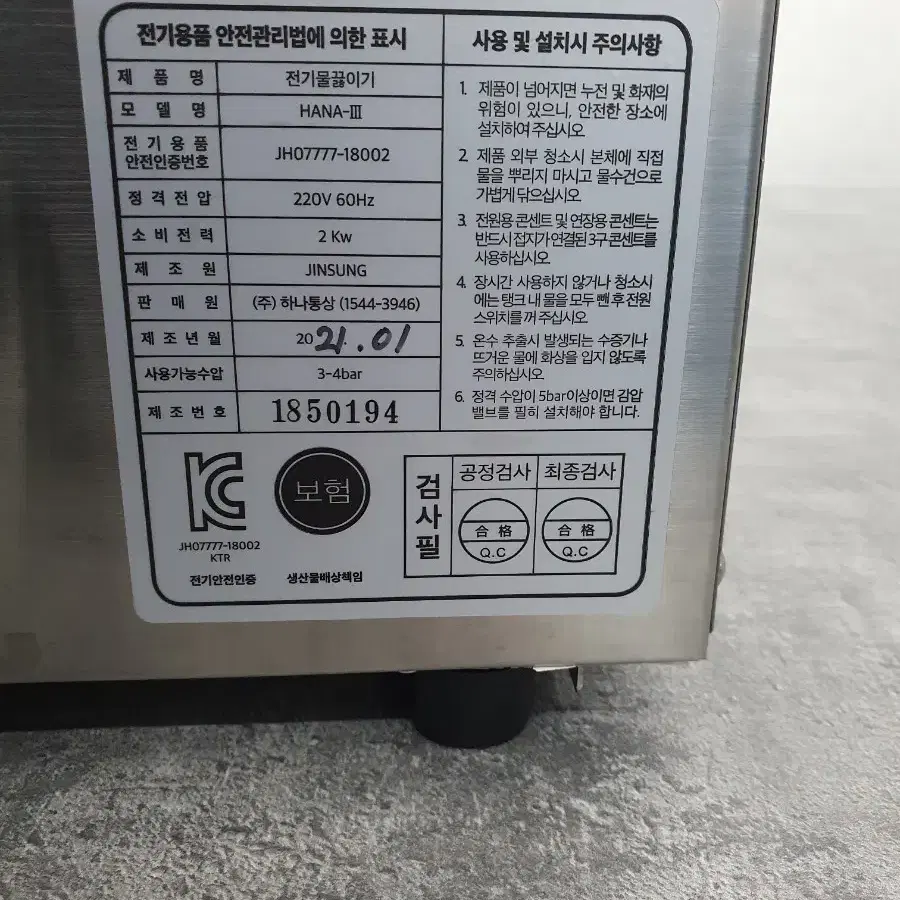 전기용품 안전관리법에 의한 표시
제 품 명 전기물끓이기
모 델 명 HANA-III
전 기 용 품
안전인증번호 JH07777-18002
정 격 전 압 220V 60Hz
소 비 전 력 2 Kw
제 조 원 JINSUNG
판 매 원 (주) 하나통상 (1544-3946)
제 조 년 월 2021.01
사용가능수압 3-4bar
제 조 번 호 1850194
사용 및 설치시 주의사항
1. 제품이 넘어지면 누전 및 화재의
위험이 있으니, 안전한 장소에
설치하여 주십시오.
2. 제품 외부 청소시 본체에 직접
물을 뿌리지 마시고 물수건으로
가볍게 닦으십시오.
3. 전원용 콘센트 및 연장용 콘센트는
반드시 접지가 연결된 3구 콘센트를
사용하십시오.
4. 장시간 사용하지 않거나 청소시
에는 탱크 내 물을 모두 뺀 후 전원
스위치를 꺼 주십시오.
5. 온수 추출시 발생되는 수증기나
뜨거운 물에 화상을 입지 않도록
주의하십시오.
6. 정격 수압이 5bar이상이면 감압
밸브를 필히 설치해야 합니다.
KC
JH07777-18002
KTR
전기안전인증
보험
생산물배상책임
검사필
공정검사 최종검사
合格 合格
Q.C Q.C